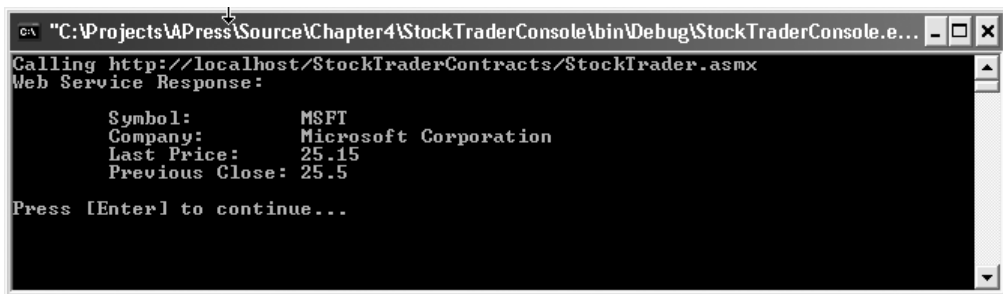 "C:\Projects\APress\Source\Chapter4\StockTraderConsole\bin\Debug\StockTraderConsole.e...
Calling http://localhost/StockTraderContracts/StockTrader.asmx
Web Service Response:
Symbol: MSFT
Company: Microsoft Corporation
Last Price: 25.15
Previous Close: 25.5
Press [Enter] to continue...